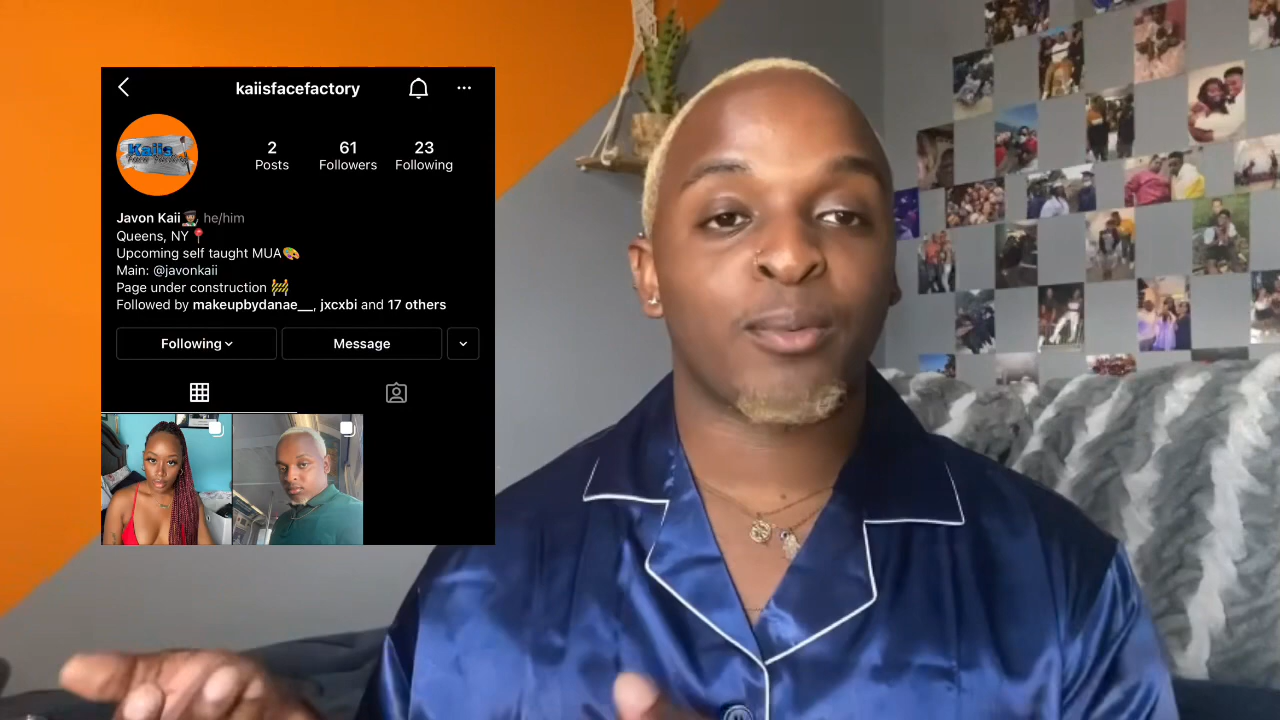 kaiisfacefactory
Kaiis
2 61 23
Posts Followers Following
Javon Kaii👨🏽‍🎨 he/him
Queens, NY📍
Upcoming self taught MUA🎨
Main: @javonkaii
Page under construction 🚧
Followed by makeupbydanae__, jxcxbi and 17 others
Following Message